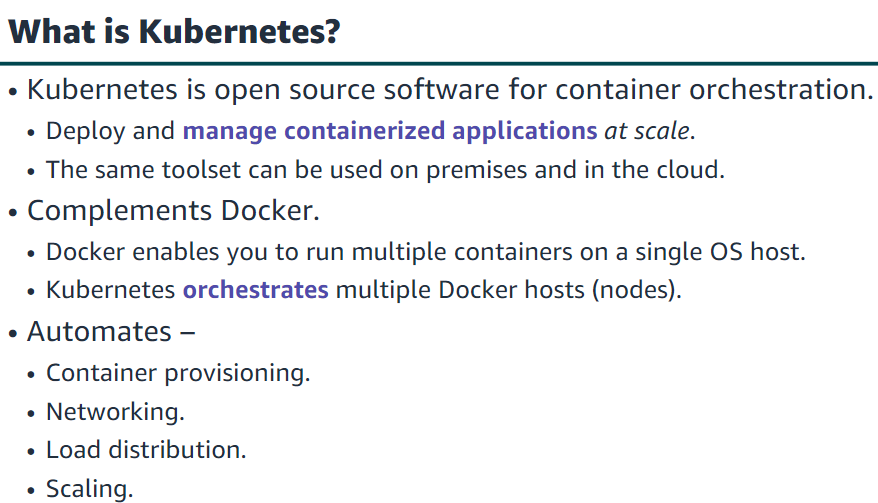 What is Kubernetes?
• Kubernetes is open source software for container orchestration.
• Deploy and manage containerized applications at scale.
• The same toolset can be used on premises and in the cloud.
• Complements Docker.
• Docker enables you to run multiple containers on a single OS host.
• Kubernetes orchestrates multiple Docker hosts (nodes).
• Automates –
• Container provisioning.
• Networking.
• Load distribution.
• Scaling.